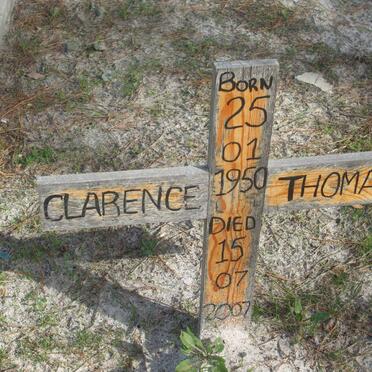 BORN
25
01
CLARENCE 1950 THOMA
DIED
15
07
2007